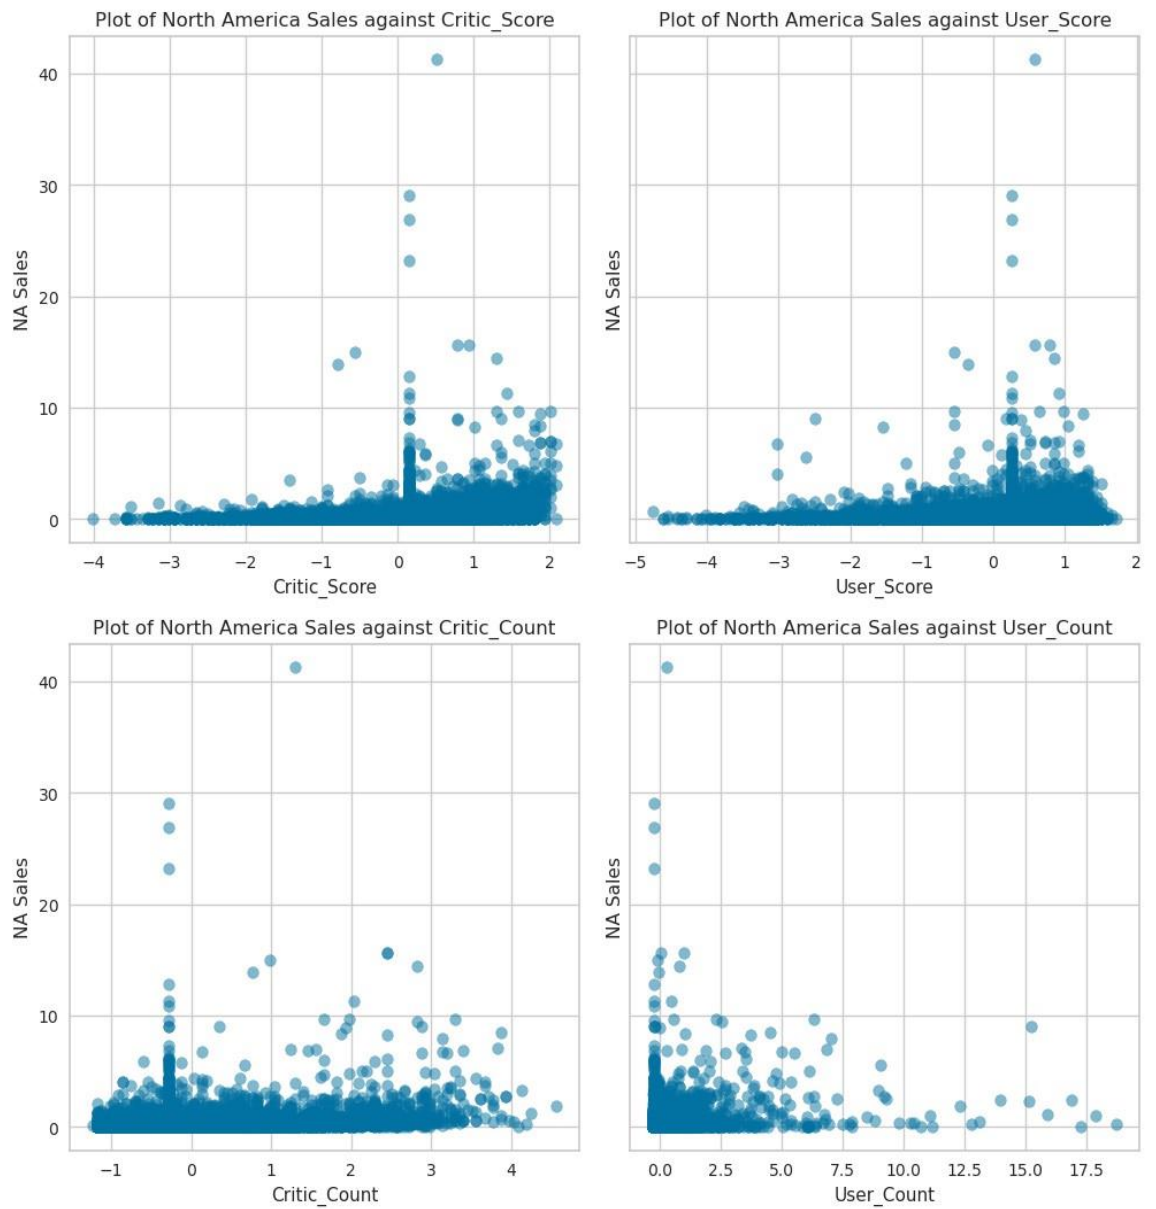 Plot of North America Sales against Critic_Score
NA Sales
40
30
20
10
0
−4 −3 −2 −1 0 1 2
Critic_Score
Plot of North America Sales against User_Score
NA Sales
−5 −4 −3 −2 −1 0 1 2
User_Score
Plot of North America Sales against Critic_Count
NA Sales
40
30
20
10
0
−1 0 1 2 3 4
Critic_Count
Plot of North America Sales against User_Count
NA Sales
0.0 2.5 5.0 7.5 10.0 12.5 15.0 17.5
User_Count